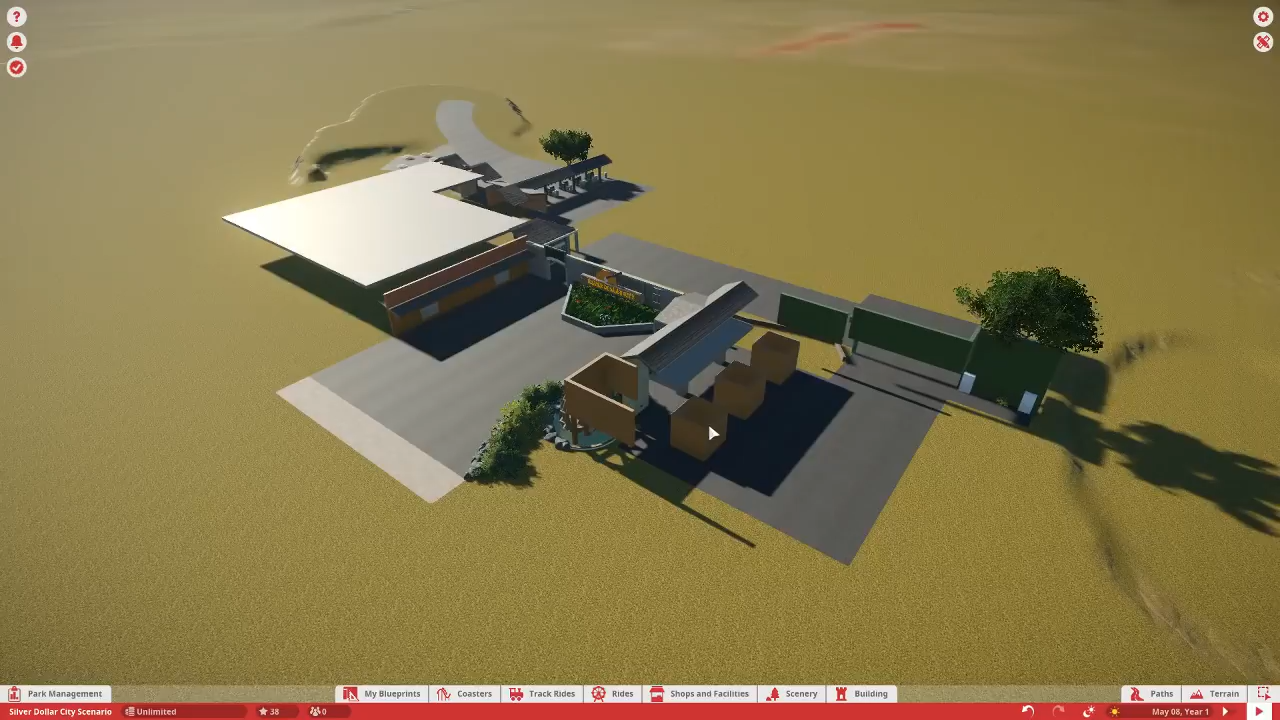 ?
Park Management
My Blueprints
Coasters
Track Rides
Rides
Shops and Facilities
Scenery
Building
Paths
Terrain
Silver Dollar City Scenario
Unlimited
38
0
May 08, Year 1